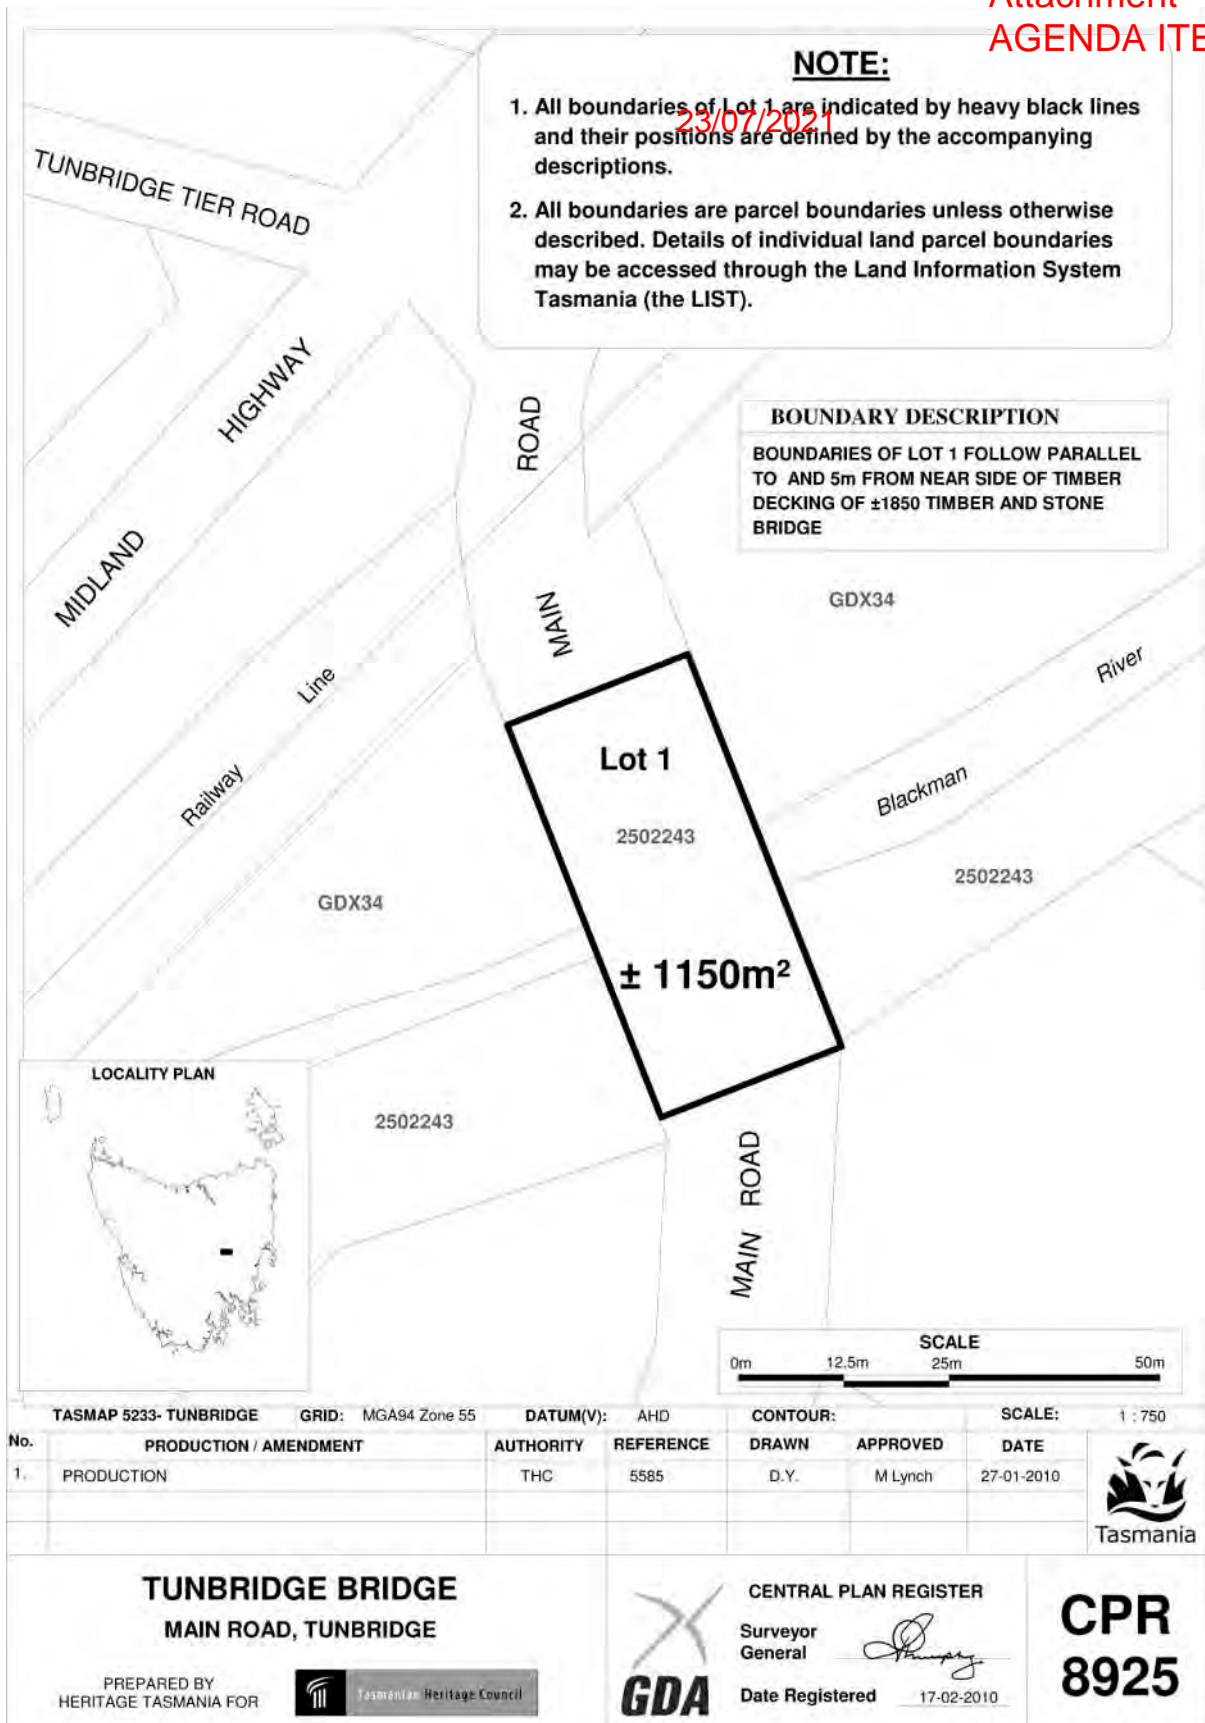 Attachment
AGENDA ITE
NOTE:
1. All boundaries of Lot 1 are indicated by heavy black lines
23/07/2021
and their positions are defined by the accompanying
descriptions.
2. All boundaries are parcel boundaries unless otherwise
described. Details of individual land parcel boundaries
may be accessed through the Land Information System
Tasmania (the LIST).
TUNBRIDGE TIER ROAD
MIDLAND HIGHWAY
MAIN ROAD
BOUNDARY DESCRIPTION
BOUNDARIES OF LOT 1 FOLLOW PARALLEL
TO AND 5m FROM NEAR SIDE OF TIMBER
DECKING OF ±1850 TIMBER AND STONE
BRIDGE
GDX34
Railway Line
Blackman River
Lot 1
2502243
2502243
GDX34
± 1150m²
LOCALITY PLAN
2502243
MAIN ROAD
SCALE
0m 12.5m 25m 50m
TASMAP 5233- TUNBRIDGE GRID: MGA94 Zone 55 DATUM(V): AHD CONTOUR: SCALE: 1 : 750
No. PRODUCTION / AMENDMENT AUTHORITY REFERENCE DRAWN APPROVED DATE
1. PRODUCTION THC 5585 D.Y. M Lynch 27-01-2010
Tasmania
TUNBRIDGE BRIDGE
MAIN ROAD, TUNBRIDGE
PREPARED BY
HERITAGE TASMANIA FOR
Tasmanian Heritage Council
GDA
CENTRAL PLAN REGISTER
Surveyor
General
Date Registered 17-02-2010
CPR
8925